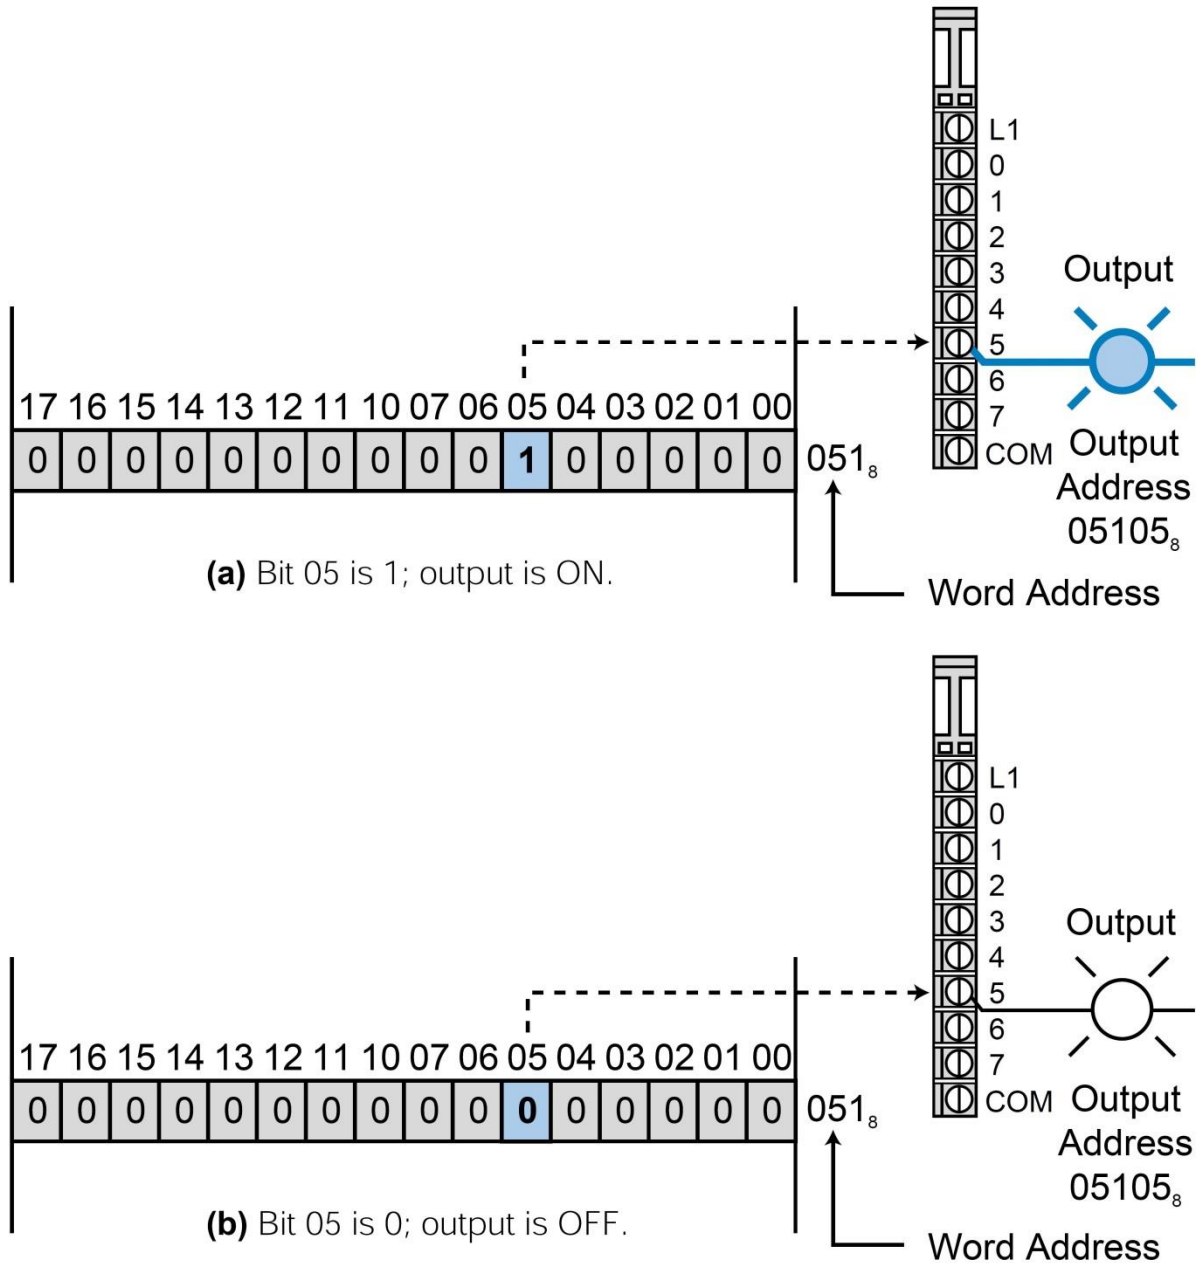 L1
0
1
2
3
4
5
6
7
COM
Output
Output
Address
05105₈
17 16 15 14 13 12 11 10 07 06 05 04 03 02 01 00
0 0 0 0 0 0 0 0 0 0 1 0 0 0 0 0 051₈
(a) Bit 05 is 1; output is ON.
Word Address
L1
0
1
2
3
4
5
6
7
COM
Output
Output
Address
05105₈
17 16 15 14 13 12 11 10 07 06 05 04 03 02 01 00
0 0 0 0 0 0 0 0 0 0 0 0 0 0 0 0 051₈
(b) Bit 05 is 0; output is OFF.
Word Address